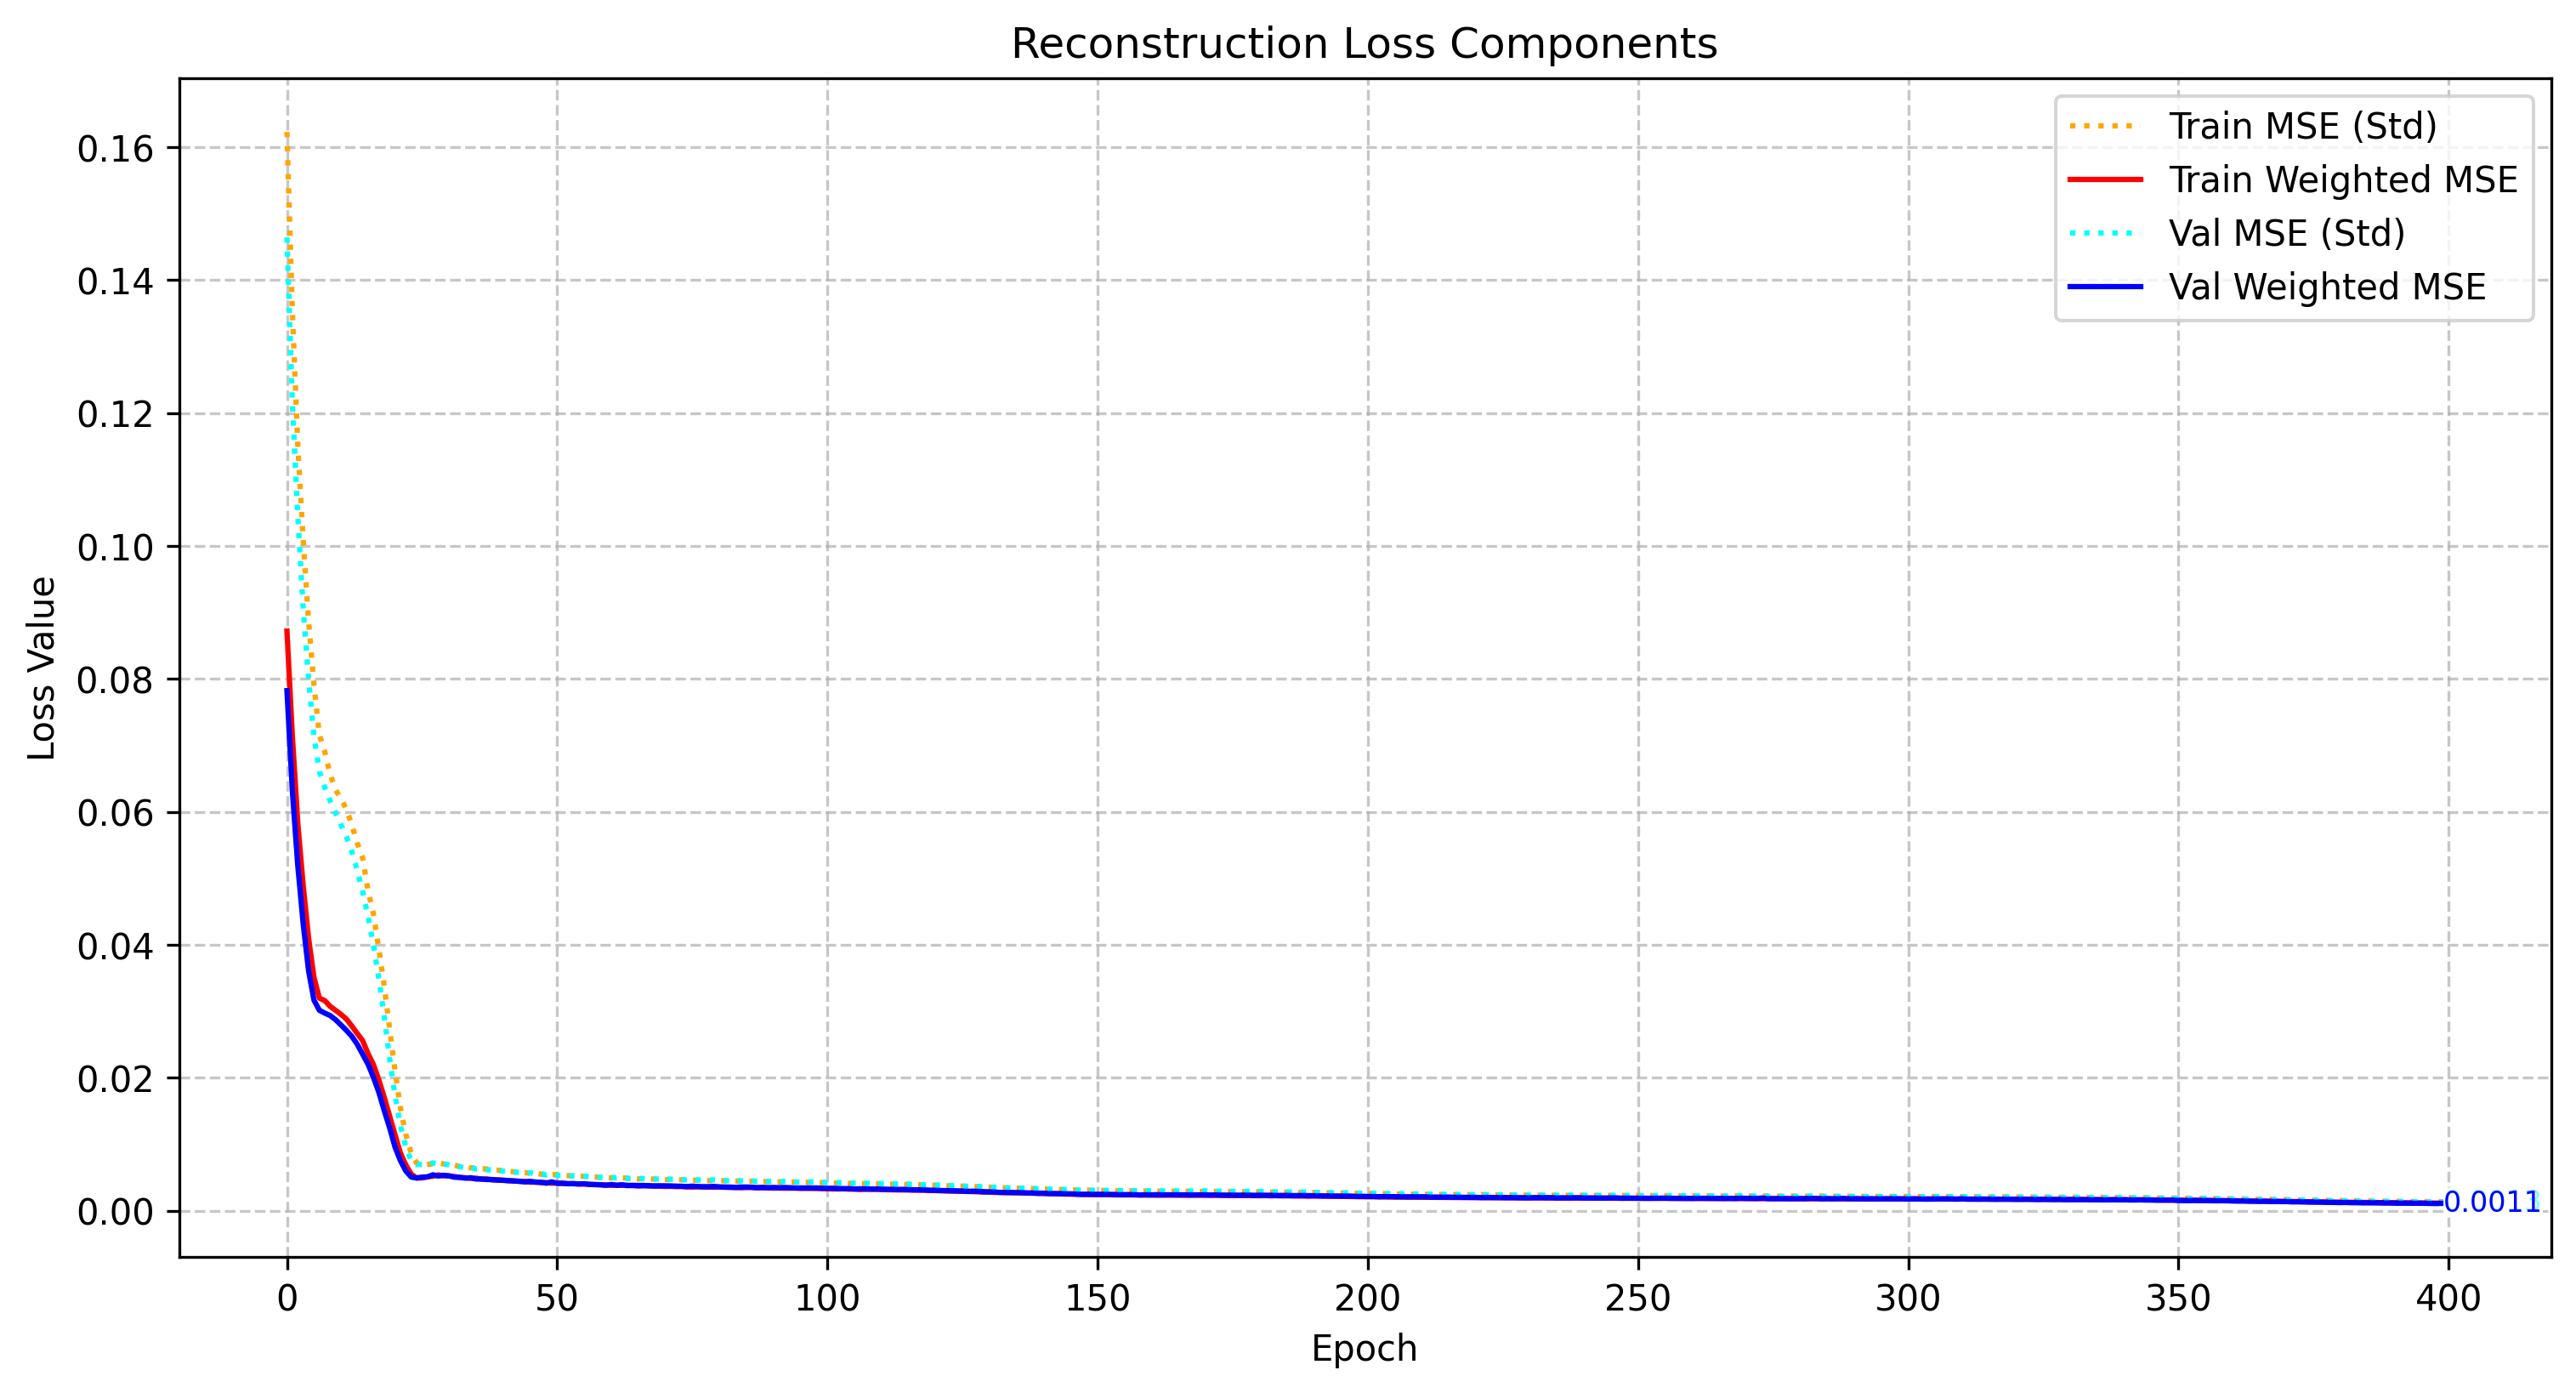 Reconstruction Loss Components
Train MSE (Std)
Train Weighted MSE
Val MSE (Std)
Val Weighted MSE
Loss Value
0.16
0.14
0.12
0.10
0.08
0.06
0.04
0.02
0.00
0.0011
0 50 100 150 200 250 300 350 400
Epoch